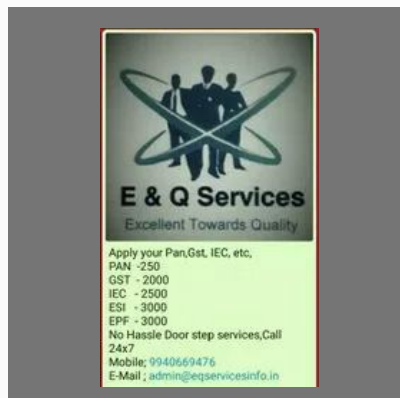 E & Q Services
Excellent Towards Quality
Apply your Pan,Gst, IEC, etc,
PAN -250
GST - 2000
IEC - 2500
ESI - 3000
EPF - 3000
No Hassle Door step services,Call
24x7
Mobile; 9940669476
E-Mail ; admin@eqservicesinfo.in